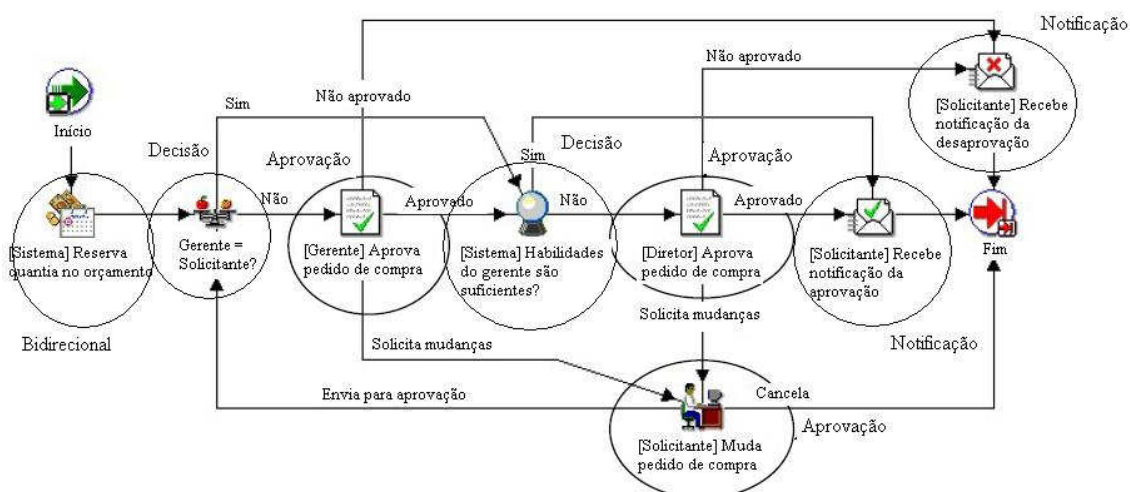 Notificação
Não aprovado
Sim
Não aprovado
[Solicitante] Recebe
notificação da
desaprovação
Início
Decisão
Aprovação
Sim
Decisão
Aprovação
Não
Aprovado
Não
Aprovado
[Sistema] Reserva
quantia no orçamento
Gerente =
Solicitante?
[Gerente] Aprova
pedido de compra
[Sistema] Habilidades
do gerente são
suficientes?
[Diretor] Aprova
pedido de compra
[Solicitante] Recebe
notificação da
aprovação
Fim
Bidirecional
Solicita mudanças
Solicita mudanças
Notificação
Envia para aprovação
Cancela
Aprovação
[Solicitante] Muda
pedido de compra